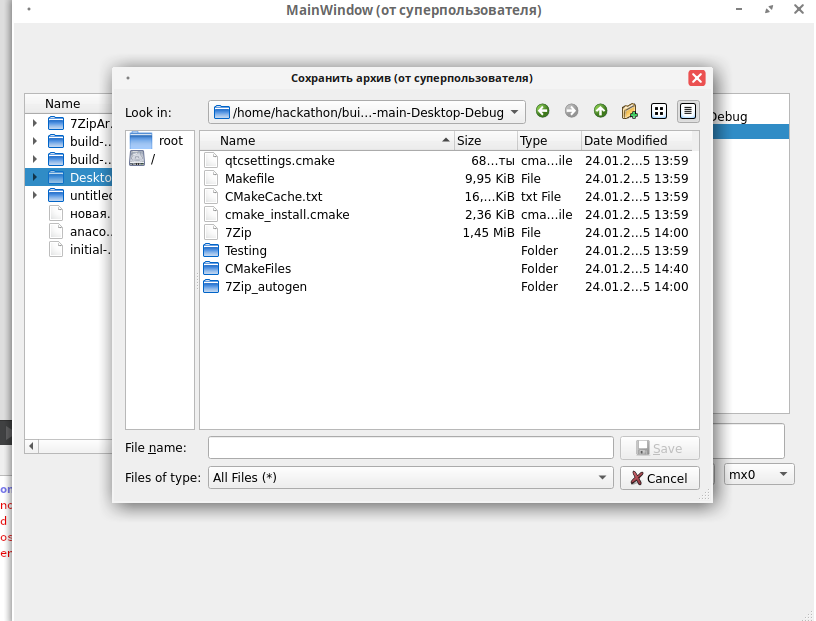 MainWindow (от суперпользователя)
Сохранить архив (от суперпользователя)
Look in:
/home/hackathon/bui...-main-Desktop-Debug
Name
7ZipAr
build-...
build-...
Deskto
untitled
новая.
anaco...
initial-.
root
/
Name Size Type Date Modified
qtcsettings.cmake 68...ты cma...ile 24.01.2...5 13:59
Makefile 9,95 KiB File 24.01.2...5 13:59
CMakeCache.txt 16,...KiB txt File 24.01.2...5 13:59
cmake_install.cmake 2,36 KiB cma...ile 24.01.2...5 13:59
7Zip 1,45 MiB File 24.01.2...5 14:00
Testing Folder 24.01.2...5 13:59
CMakeFiles Folder 24.01.2...5 14:40
7Zip_autogen Folder 24.01.2...5 14:00
Debug
File name:
Save
Files of type:
All Files (*)
Cancel
mx0